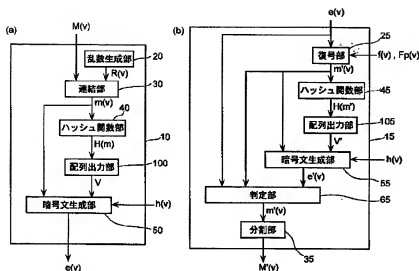 (a)
M(v)
乱数生成部
20
R(v)
連結部
30
m(v)
40
ハッシュ関数部
H(m)
10
配列出力部
100
V
暗号文生成部
h(v)
50
e(v)
(b)
e(v)
25
復号部
f(v) , Fp(v)
m'(v)
ハッシュ関数部
45
H(m')
配列出力部
105
15
V'
暗号文生成部
h(v)
55
e'(v)
判定部
65
m'(v)
分割部
35
M'(v)